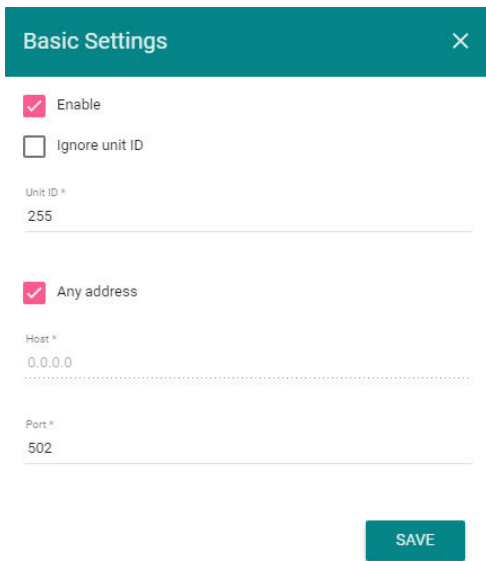 Basic Settings
Enable
Ignore unit ID
Unit ID *
255
Any address
Host *
0.0.0.0
Port *
502
SAVE